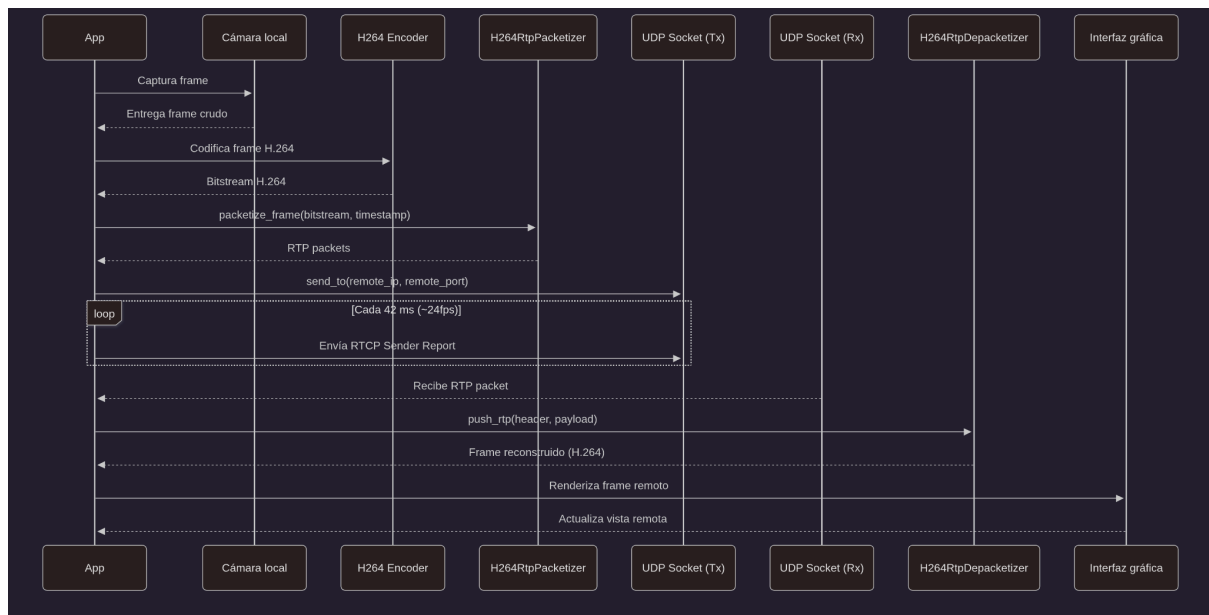 App
Cámara local
H264 Encoder
H264RtpPacketizer
UDP Socket (Tx)
UDP Socket (Rx)
H264RtpDepacketizer
Interfaz gráfica
Captura frame
Entrega frame crudo
Codifica frame H.264
Bitstream H.264
packetize_frame(bitstream, timestamp)
RTP packets
send_to(remote_ip, remote_port)
loop
[Cada 42 ms (~24fps)]
Envía RTCP Sender Report
Recibe RTP packet
push_rtp(header, payload)
Frame reconstruido (H.264)
Renderiza frame remoto
Actualiza vista remota
App
Cámara local
H264 Encoder
H264RtpPacketizer
UDP Socket (Tx)
UDP Socket (Rx)
H264RtpDepacketizer
Interfaz gráfica